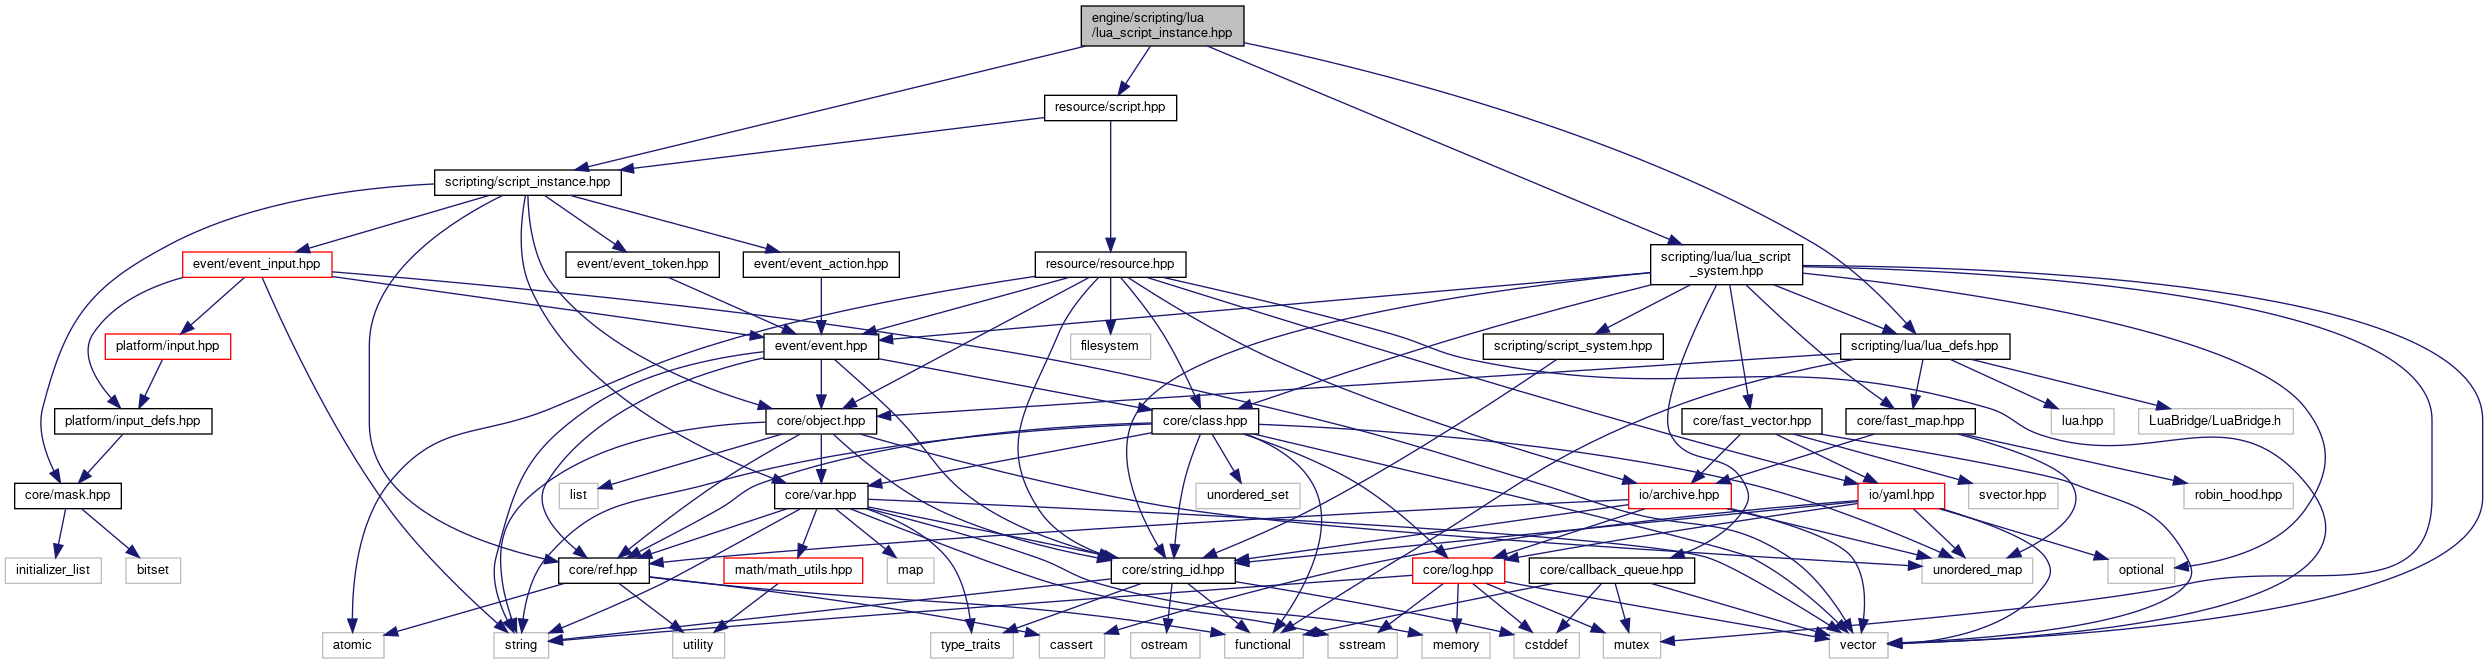 engine/scripting/lua
/lua_script_instance.hpp
resource/script.hpp
scripting/script_instance.hpp
event/event_input.hpp
event/event_token.hpp
event/event_action.hpp
resource/resource.hpp
scripting/lua/lua_script
_system.hpp
platform/input.hpp
event/event.hpp
filesystem
scripting/script_system.hpp
scripting/lua/lua_defs.hpp
platform/input_defs.hpp
core/object.hpp
core/class.hpp
core/fast_vector.hpp
core/fast_map.hpp
lua.hpp
LuaBridge/LuaBridge.h
core/mask.hpp
list
core/var.hpp
unordered_set
io/archive.hpp
io/yaml.hpp
svector.hpp
robin_hood.hpp
initializer_list
bitset
core/ref.hpp
math/math_utils.hpp
map
core/string_id.hpp
core/log.hpp
core/callback_queue.hpp
unordered_map
optional
atomic
string
utility
type_traits
cassert
ostream
functional
sstream
memory
cstddef
mutex
vector